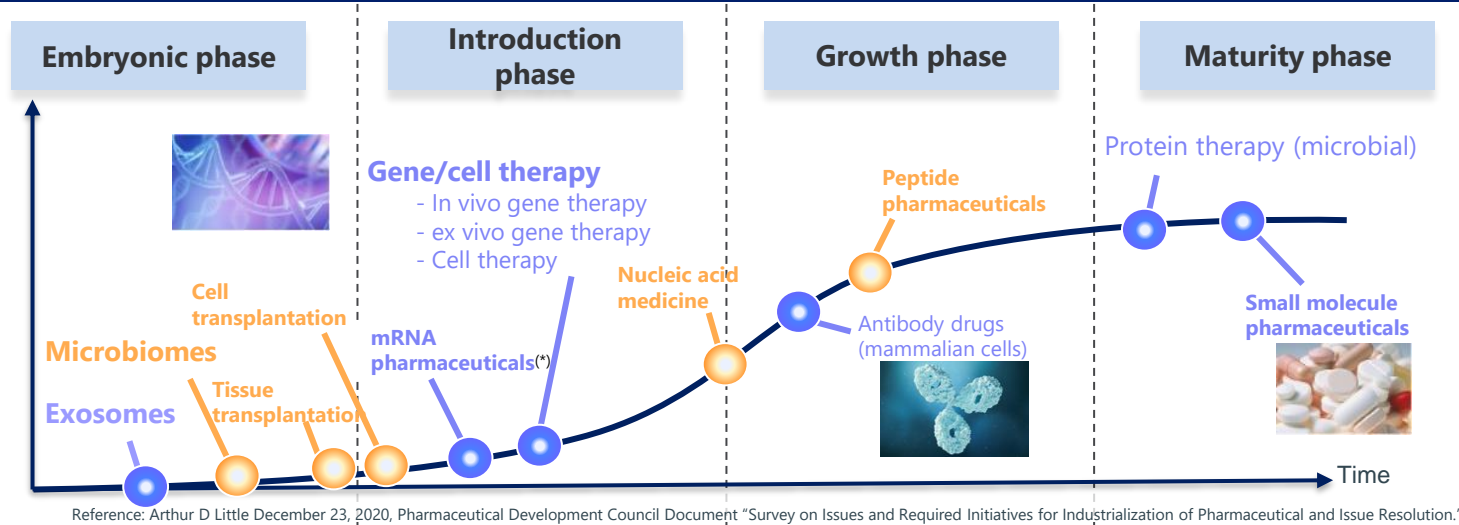 Embryonic phase
Introduction
phase
Growth phase
Maturity phase
Protein therapy (microbial)
Gene/cell therapy
- In vivo gene therapy
- ex vivo gene therapy
- Cell therapy
Peptide
pharmaceuticals
Nucleic acid
medicine
Cell
transplantation
Small molecule
pharmaceuticals
Antibody drugs
(mammalian cells)
mRNA
pharmaceuticals(*)
Microbiomes
Tissue
transplantation
Exosomes
Time
Reference: Arthur D Little December 23, 2020, Pharmaceutical Development Council Document “Survey on Issues and Required Initiatives for Industrialization of Pharmaceutical and Issue Resolution.”